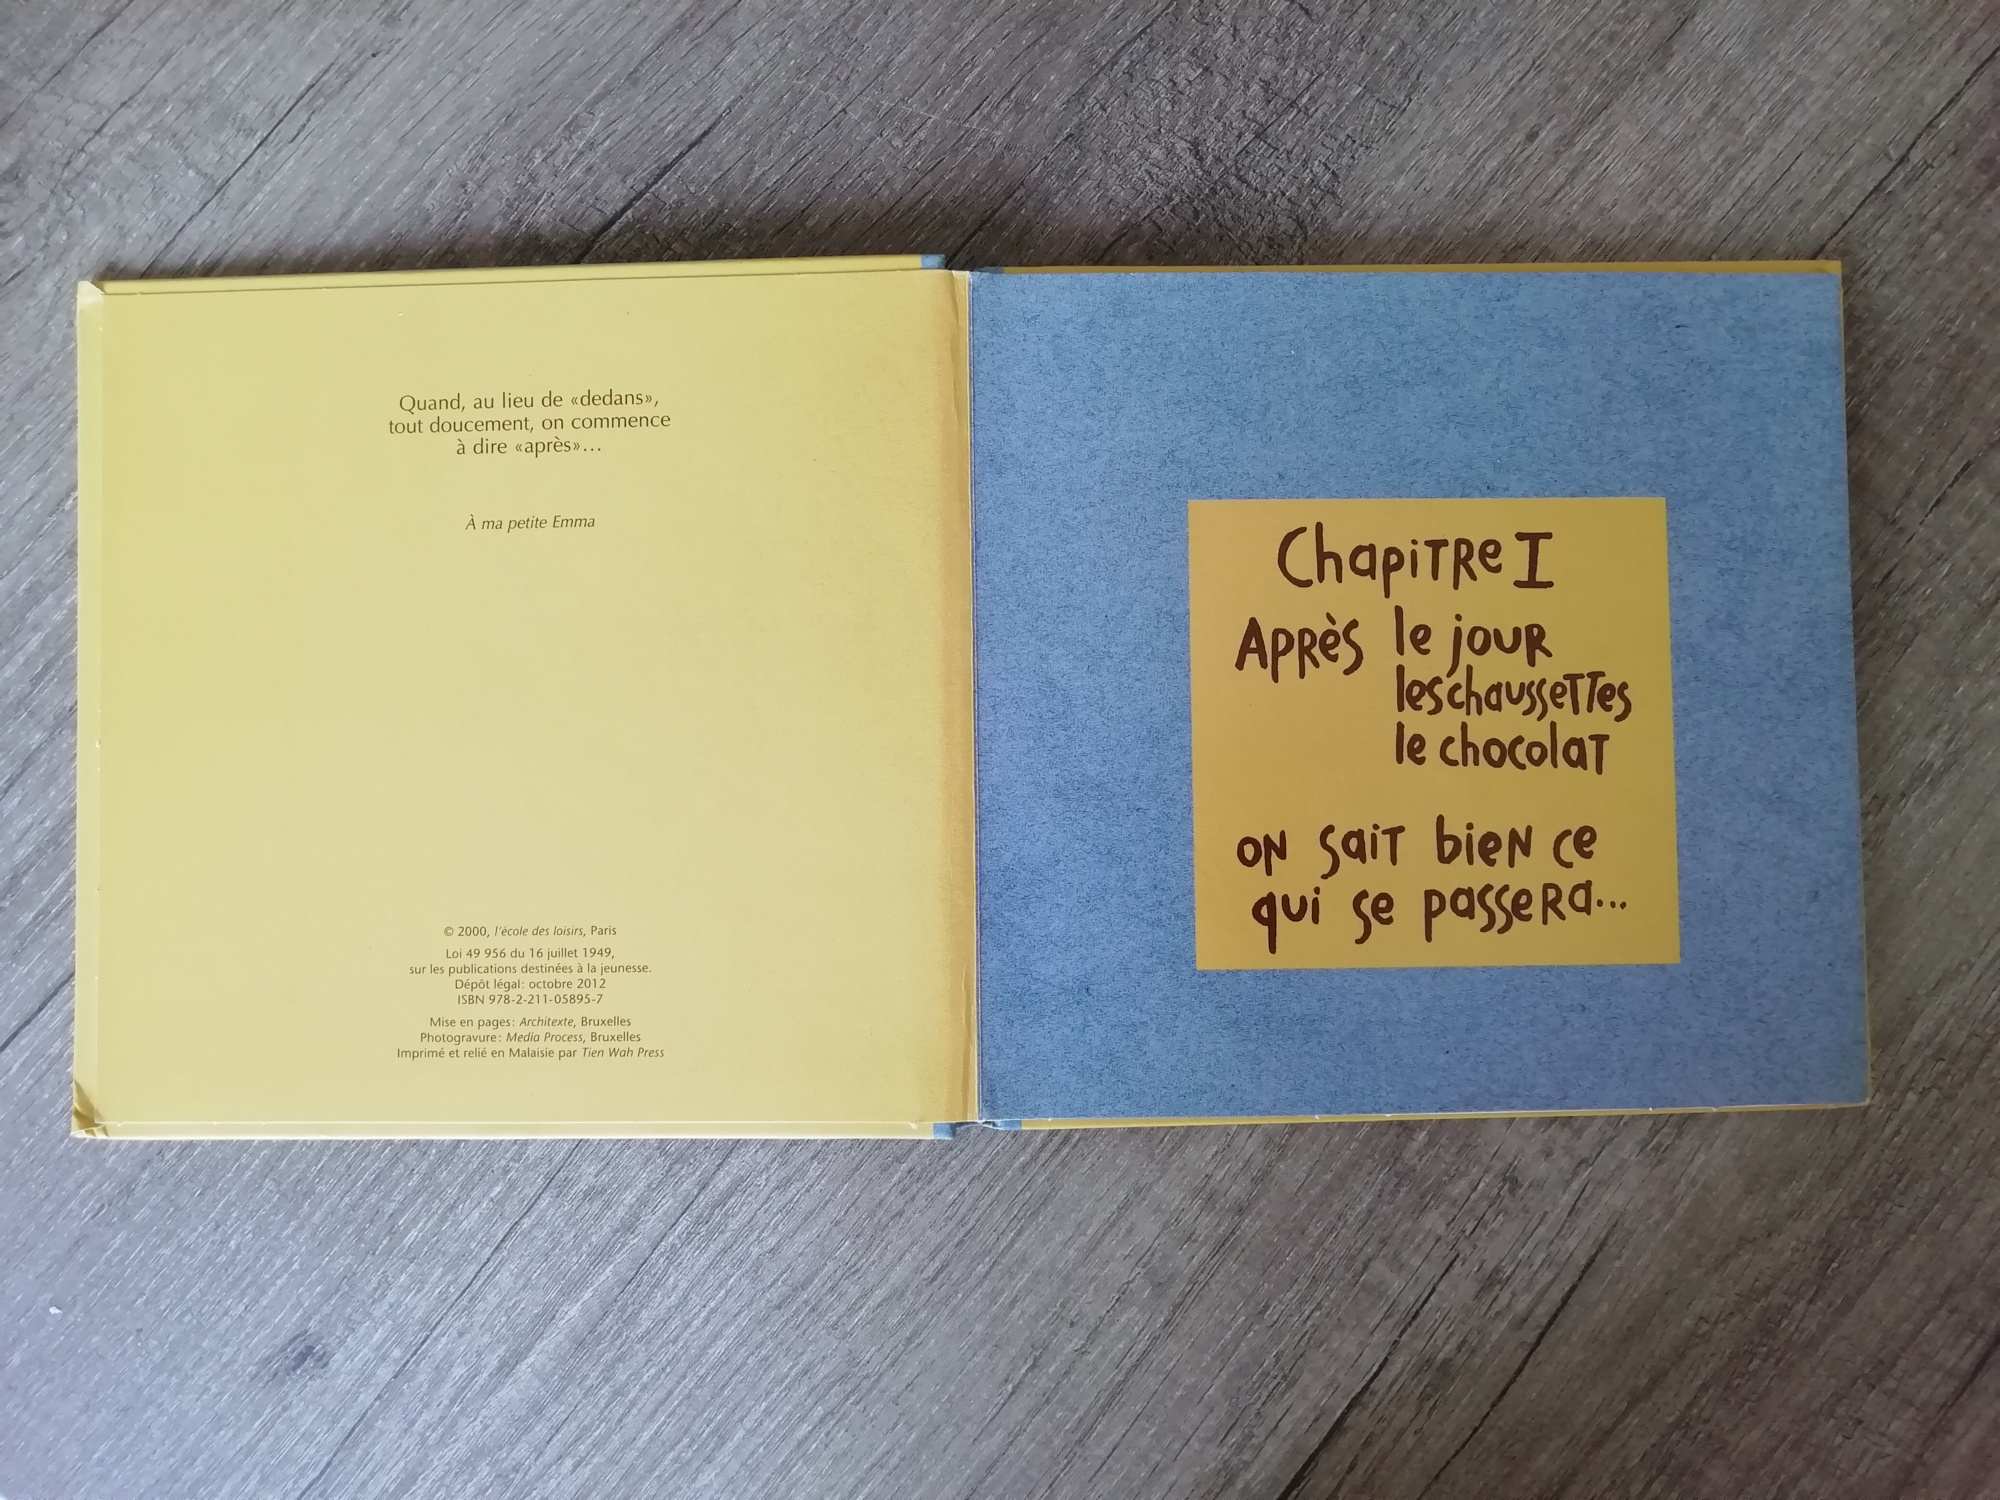 Quand, au lieu de «dedans»,
tout doucement, on commence
à dire «après»...
À ma petite Emma
© 2000, l'école des loisirs, Paris
Loi 49 956 du 16 juillet 1949,
sur les publications destinées à la jeunesse.
Dépôt légal: octobre 2012
ISBN 978-2-211-05895-7
Mise en pages: Architexte, Bruxelles
Photogravure: Media Process, Bruxelles
Imprimé et relié en Malaisie par Tien Wah Press
Chapitre I
Après le jour
les chaussettes
le chocolat
on sait bien ce
qui se passera...